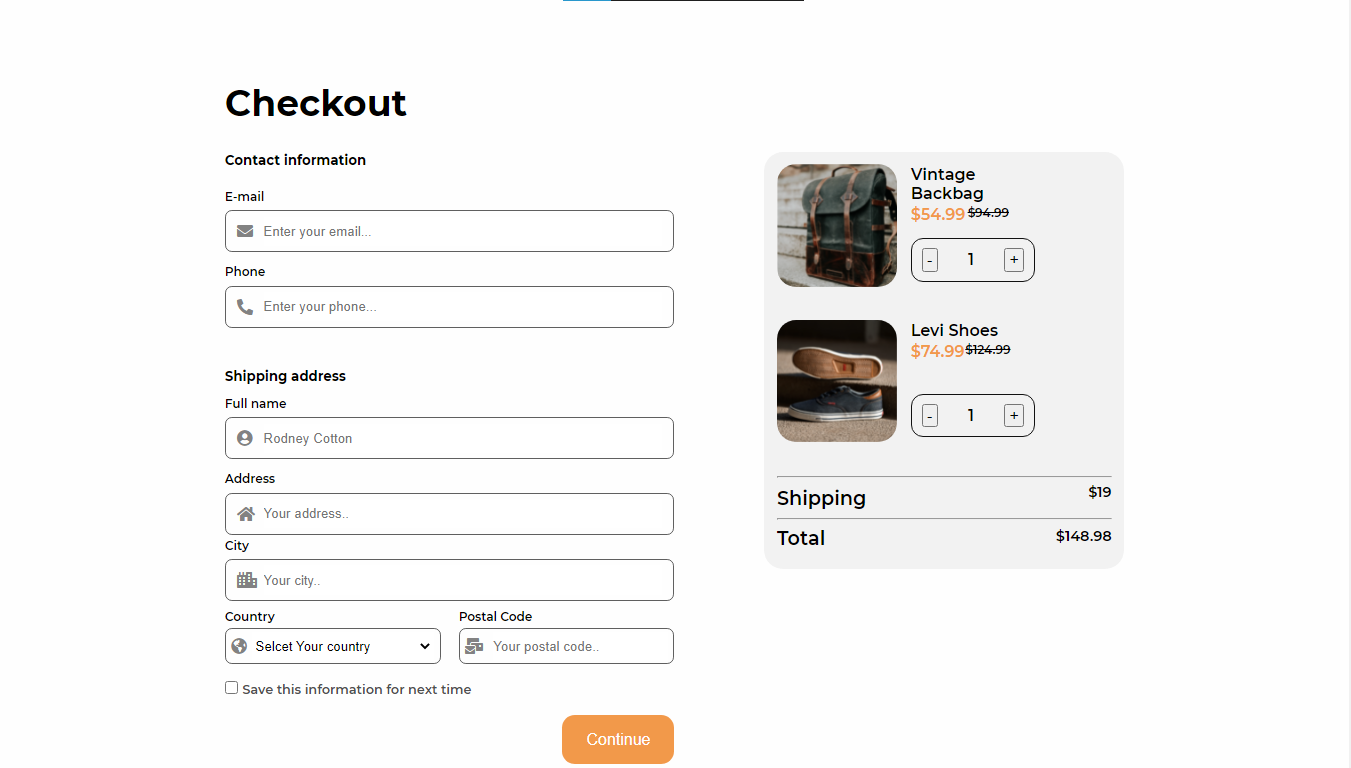 Checkout
Contact information
E-mail
Enter your email...
Phone
Enter your phone...
Shipping address
Full name
Rodney Cotton
Address
Your address..
City
Your city..
Country
Postal Code
Selcet Your country
Your postal code..
Save this information for next time
Continue
Vintage
Backbag
$54.99 $94.99
- 1 +
Levi Shoes
$74.99 $124.99
- 1 +
Shipping $19
Total $148.98